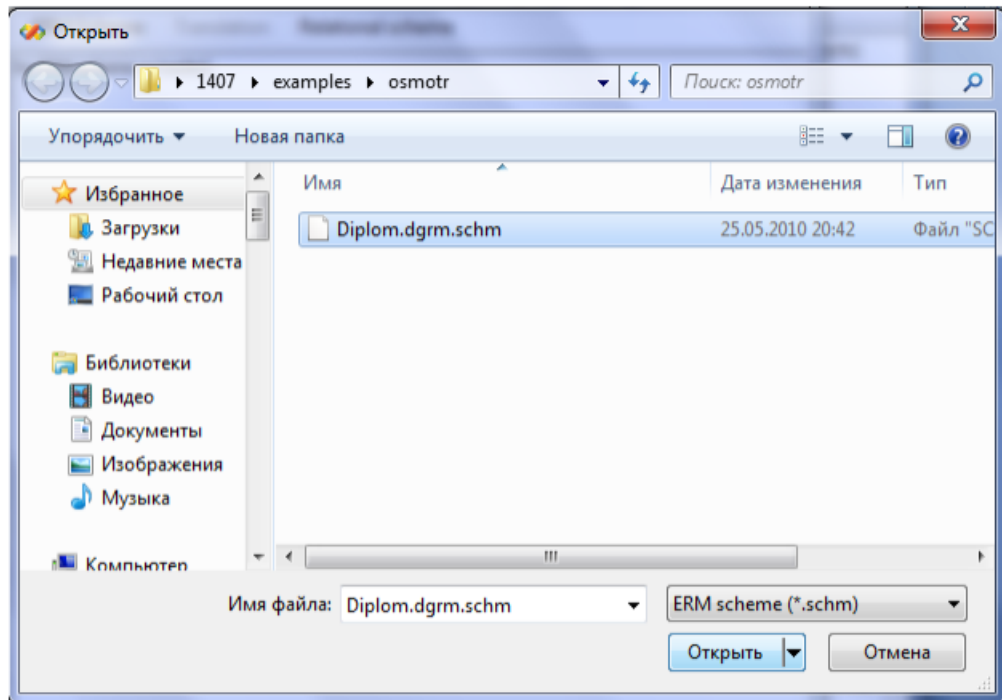 Открыть
1407 examples osmotr
Поиск: osmotr
Упорядочить Новая папка
Имя Дата изменения Тип
Избранное
Diplom.dgrm.schm 25.05.2010 20:42 Файл "SC
Загрузки
Недавние места
Рабочий стол
Библиотеки
Видео
Документы
Изображения
Музыка
Компьютер
Имя файла: Diplom.dgrm.schm ERM scheme (*.schm)
Открыть Отмена